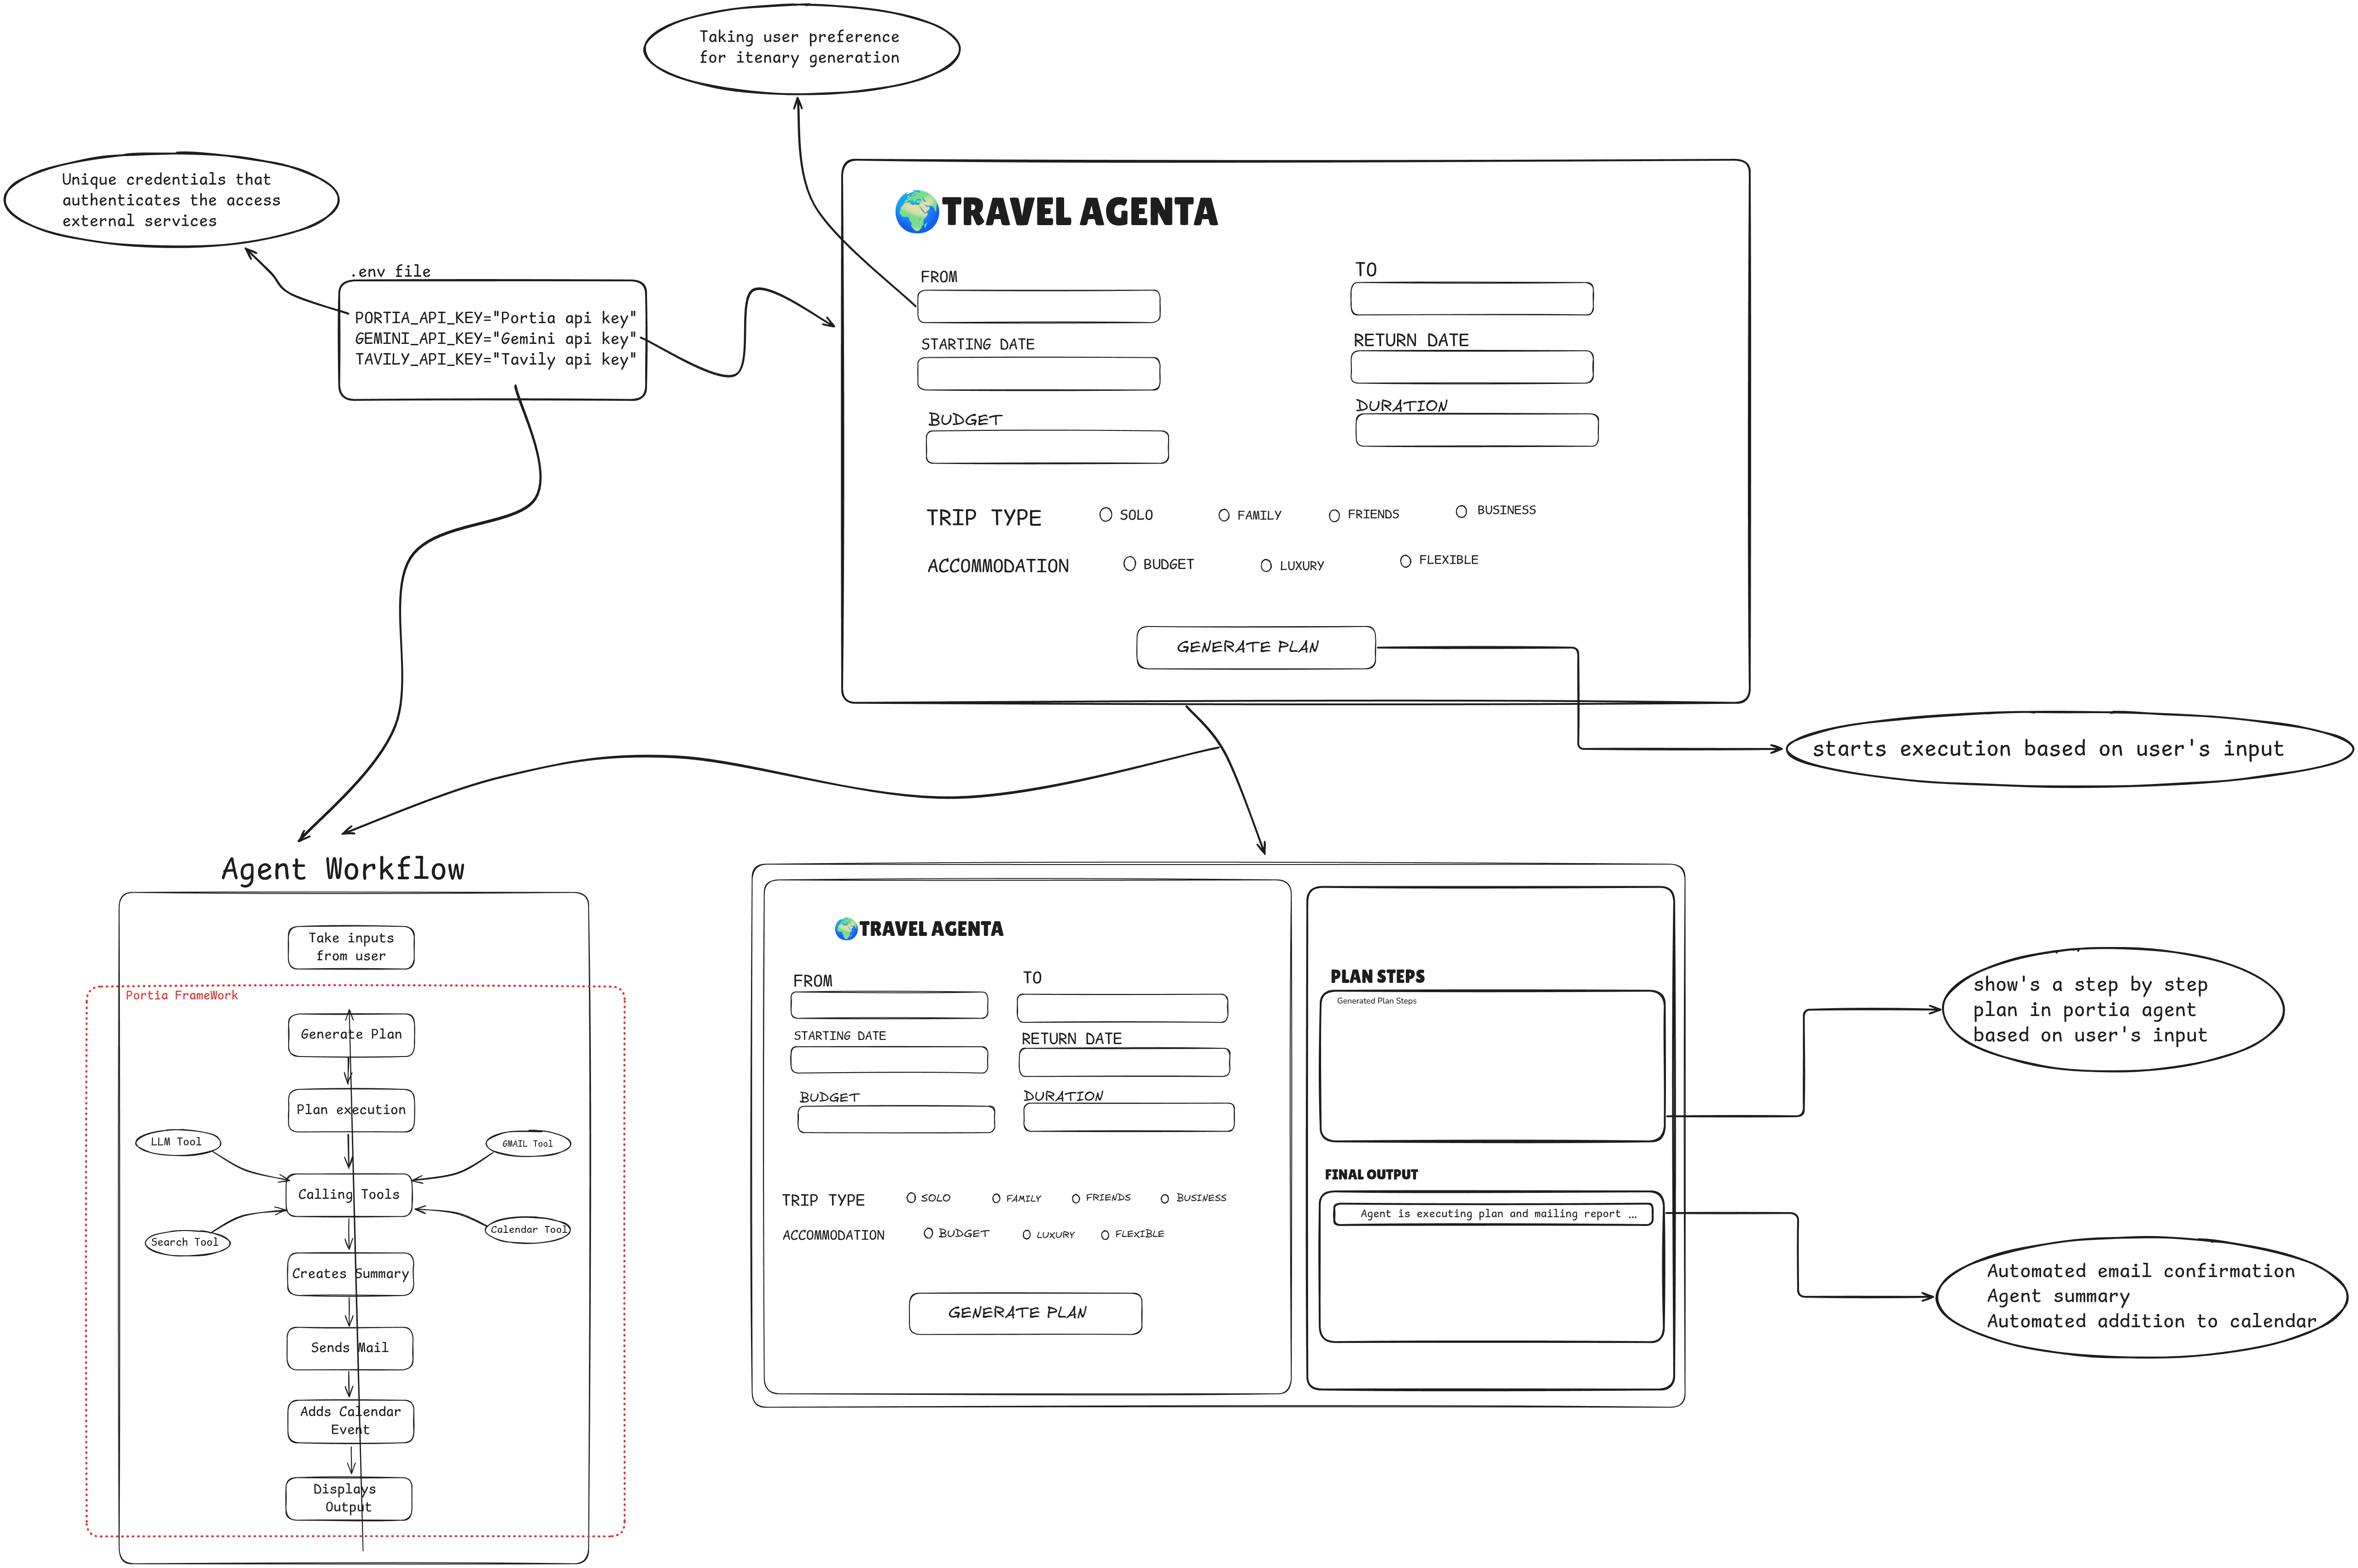 Taking user preference
for itenary generation
Unique credentials that
authenticates the access
external services
.env file
PORTIA_API_KEY="Portia api key"
GEMINI_API_KEY="Gemini api key"
TAVILY_API_KEY="Tavily api key"
🌍TRAVEL AGENTA
FROM
TO
STARTING DATE
RETURN DATE
BUDGET
DURATION
TRIP TYPE
SOLO
FAMILY
FRIENDS
BUSINESS
ACCOMMODATION
BUDGET
LUXURY
FLEXIBLE
GENERATE PLAN
starts execution based on user's input
Agent Workflow
Take inputs
from user
Portia FrameWork
Generate Plan
Plan execution
LLM Tool
GMAIL Tool
Calling Tools
Search Tool
Calendar Tool
Creates Summary
Sends Mail
Adds Calendar
Event
Displays
Output
🌍TRAVEL AGENTA
FROM
TO
STARTING DATE
RETURN DATE
BUDGET
DURATION
TRIP TYPE
SOLO
FAMILY
FRIENDS
BUSINESS
ACCOMMODATION
BUDGET
LUXURY
FLEXIBLE
GENERATE PLAN
PLAN STEPS
Generated Plan Steps
FINAL OUTPUT
Agent is executing plan and mailing report ...
show's a step by step
plan in portia agent
based on user's input
Automated email confirmation
Agent summary
Automated addition to calendar